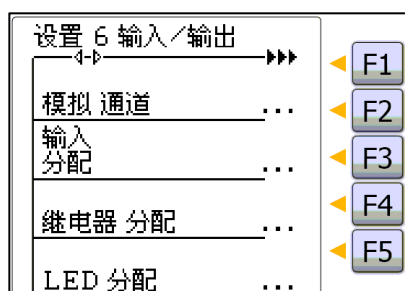 设置 6 输入/输出
F1
模拟 通道 ...
F2
输入
分配 ...
F3
继电器 分配 ...
F4
F5
LED 分配 ...